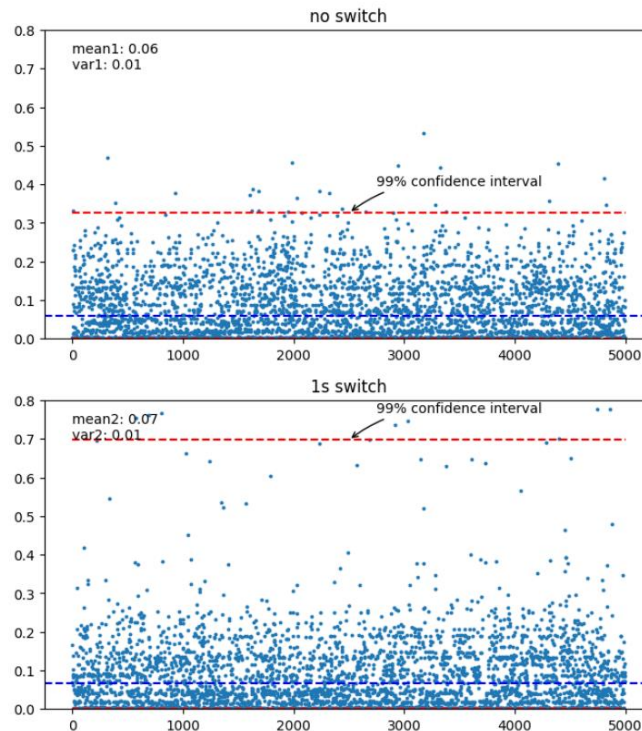 no switch
0.8
mean1: 0.06
0.7
var1: 0.01
0.6
0.5
0.4
99% confidence interval
0.3
0.2
0.1
0.0
0 1000 2000 3000 4000 5000
1s switch
0.8
99% confidence interval
mean2: 0.07
0.7
var2: 0.01
0.6
0.5
0.4
0.3
0.2
0.1
0.0
0 1000 2000 3000 4000 5000